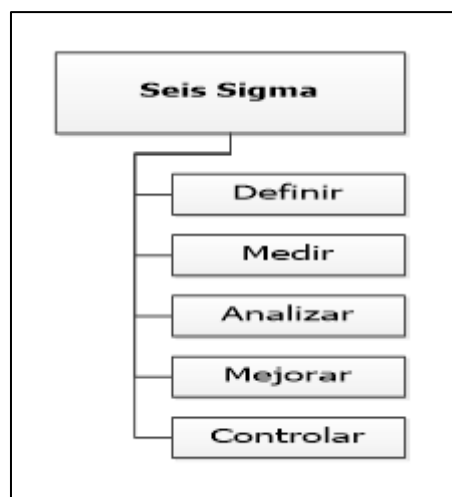 Seis Sigma
Definir
Medir
Analizar
Mejorar
Controlar